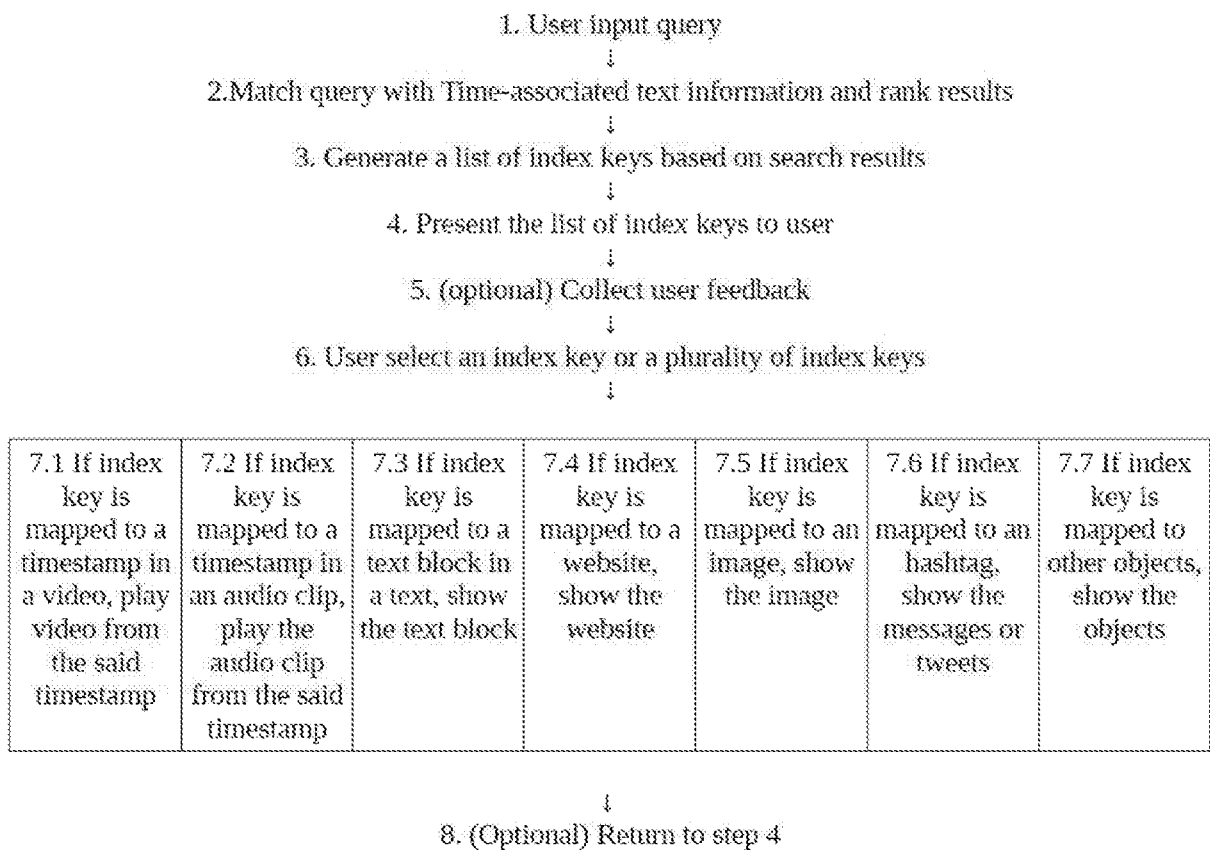 1. User input query
↓
2.Match query with Time-associated text information and rank results
↓
3. Generate a list of index keys based on search results
↓
4. Present the list of index keys to user
↓
5. (optional) Collect user feedback
↓
6. User select an index key or a plurality of index keys
↓
7.1 If index
key is
mapped to a
timestamp in
a video, play
video from
the said
timestamp
7.2 If index
key is
mapped to a
timestamp in
an audio clip,
play the
audio clip
from the said
timestamp
7.3 If index
key is
mapped to a
text block in
a text, show
the text block
7.4 If index
key is
mapped to a
website,
show the
website
7.5 If index
key is
mapped to an
image, show
the image
7.6 If index
key is
mapped to an
hashtag,
show the
messages or
tweets
7.7 If index
key is
mapped to
other objects,
show the
objects
↓
8. (Optional) Return to step 4